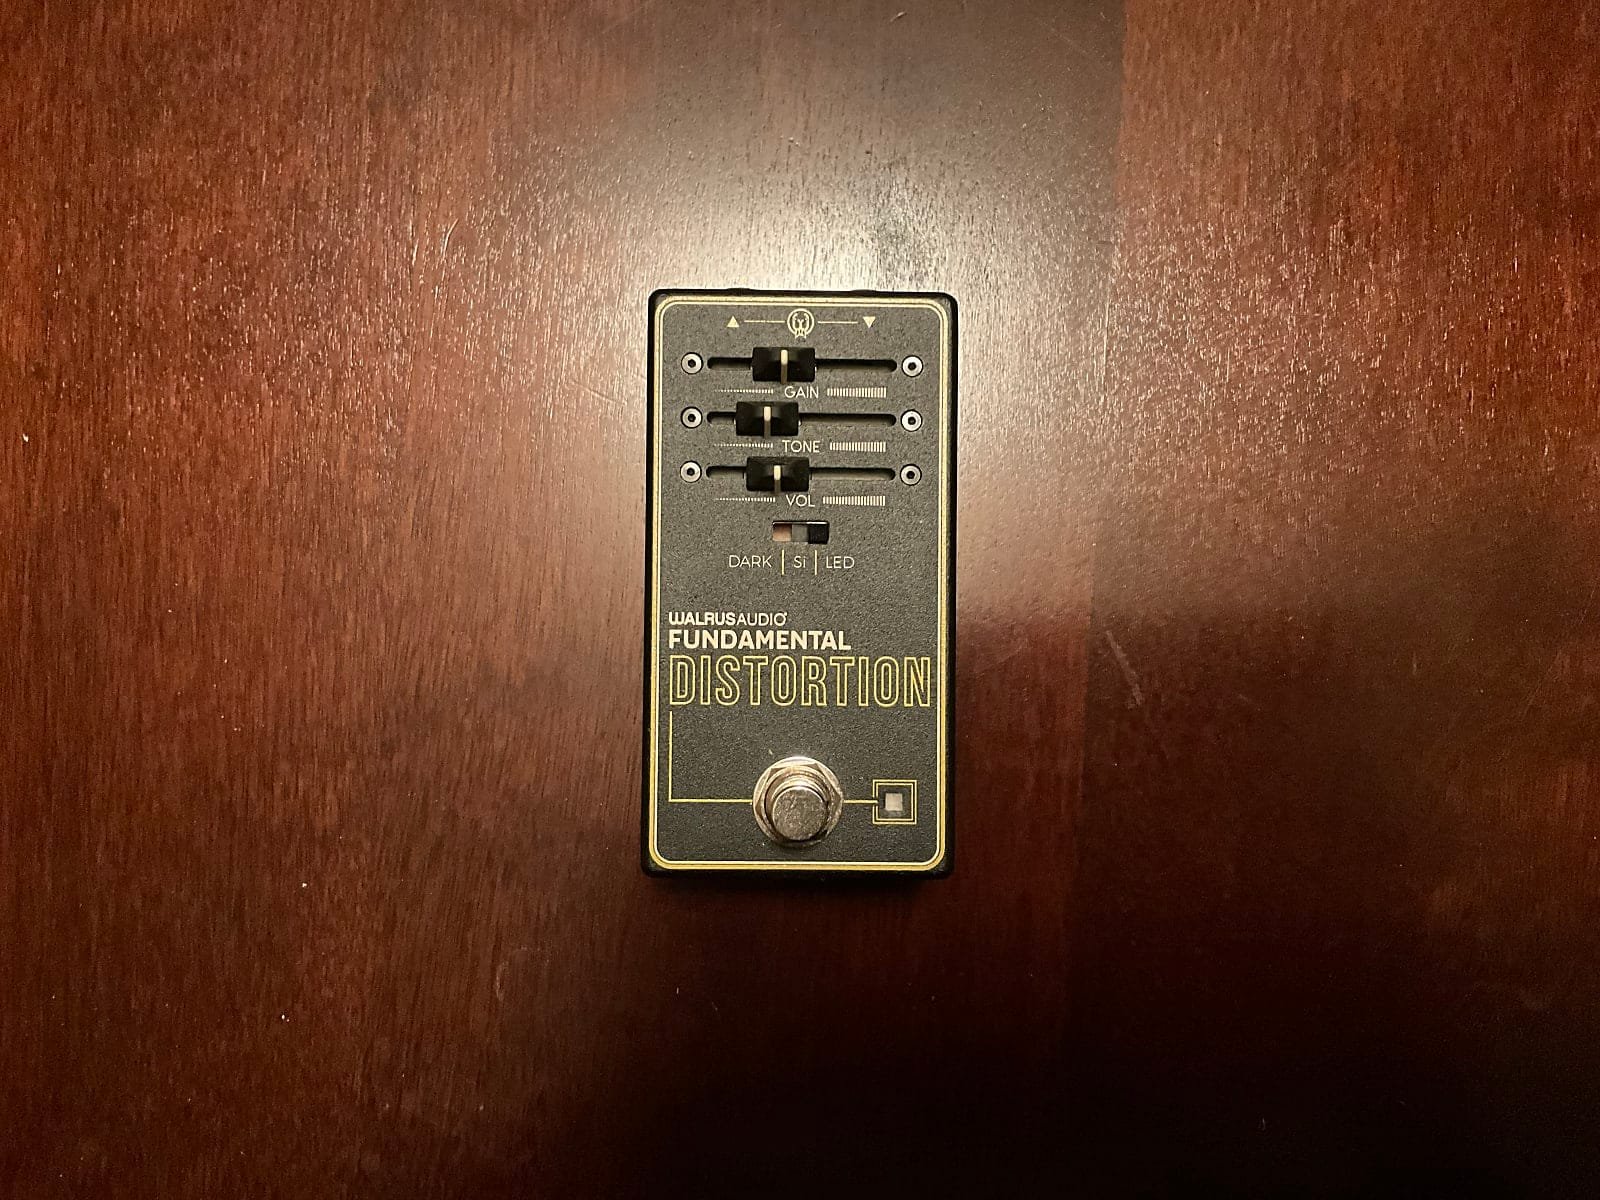 GAIN
TONE
VOL
DARK | Si | LED
WALRUSAUDIO
FUNDAMENTAL
DISTORTION